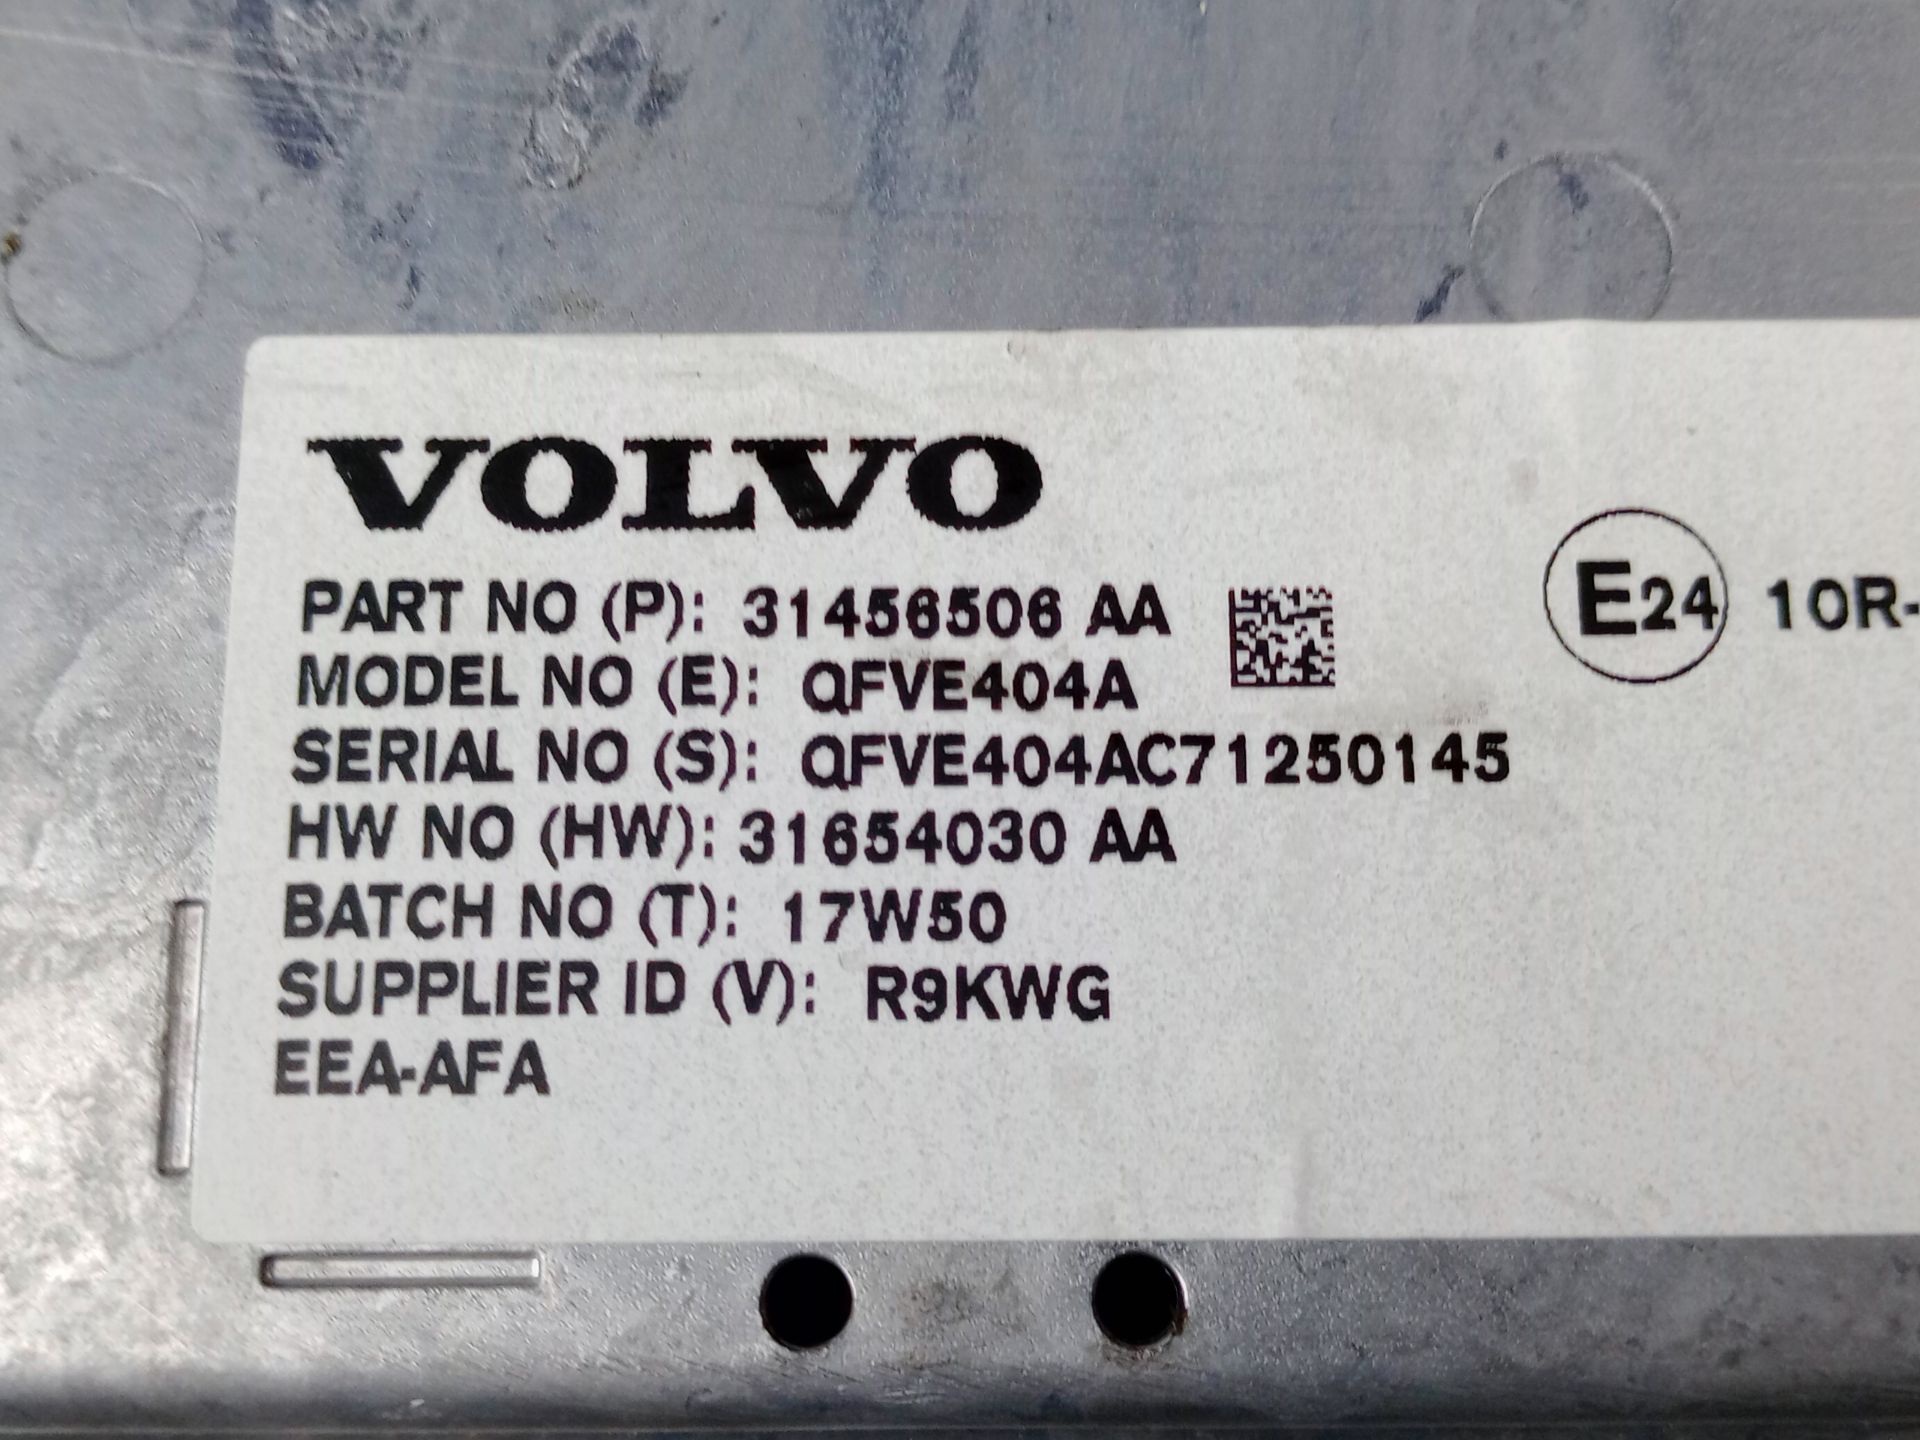 VOLVO
PART NO (P): 31456506 AA
E24 10R-
MODEL NO (E): QFVE404A
SERIAL NO (S): QFVE404AC71250145
HW NO (HW): 31654030 AA
BATCH NO (T): 17W50
SUPPLIER ID (V): R9KWG
EEA-AFA